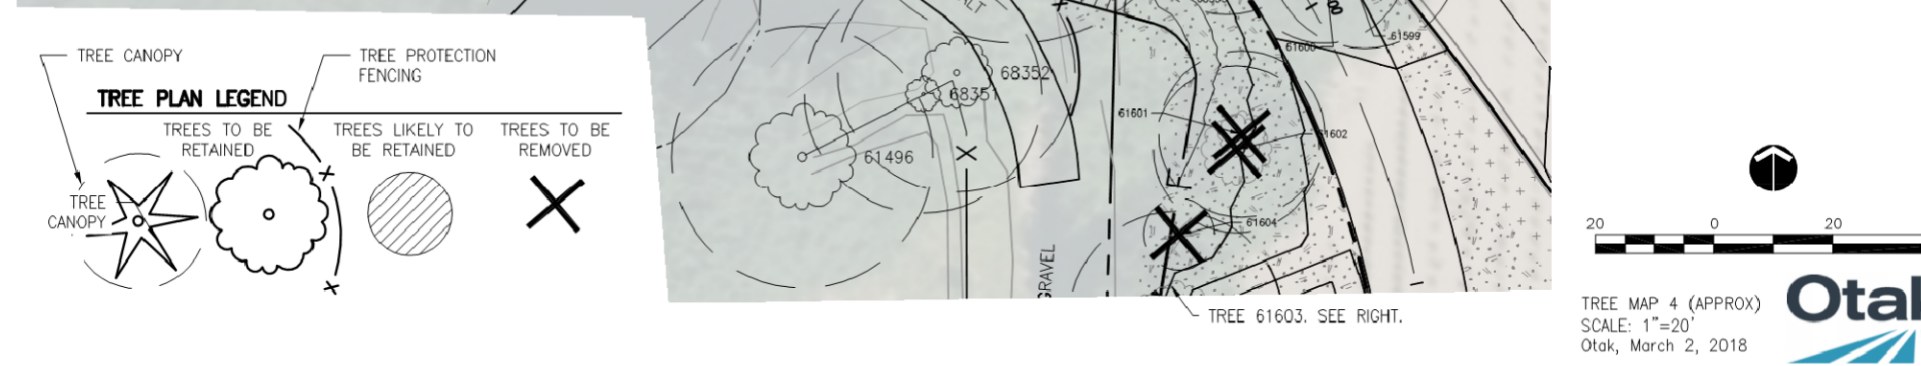 TREE CANOPY
TREE PROTECTION
FENCING
TREE PLAN LEGEND
TREES TO BE
RETAINED
TREES LIKELY TO
BE RETAINED
TREES TO BE
REMOVED
TREE
CANOPY
68352
68351
61496
GRAVEL
61601
61602
61604
61600
61599
TREE 61603. SEE RIGHT.
20 0 20
TREE MAP 4 (APPROX)
SCALE: 1"=20'
Otak, March 2, 2018
Otak